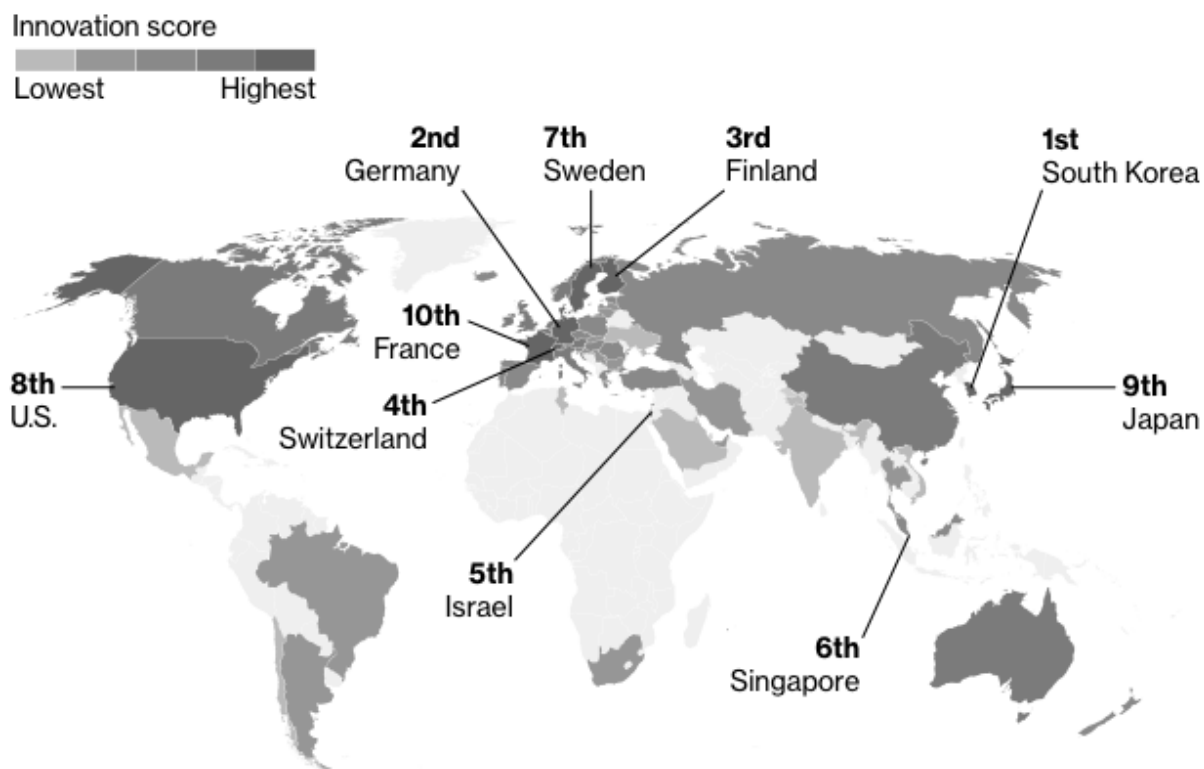 Innovation score
Lowest
Highest
2nd
Germany
7th
Sweden
3rd
Finland
1st
South Korea
10th
France
8th
U.S.
4th
Switzerland
9th
Japan
5th
Israel
6th
Singapore